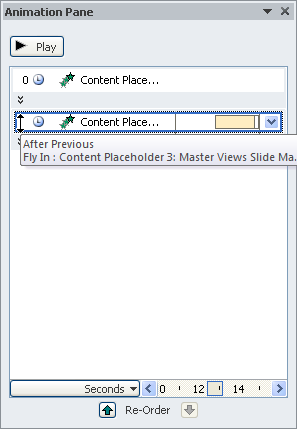 Animation Pane
Play
0 Content Place...
Content Place...
After Previous
Fly In : Content Placeholder 3: Master Views Slide Ma...
Seconds 0 12 14
Re-Order